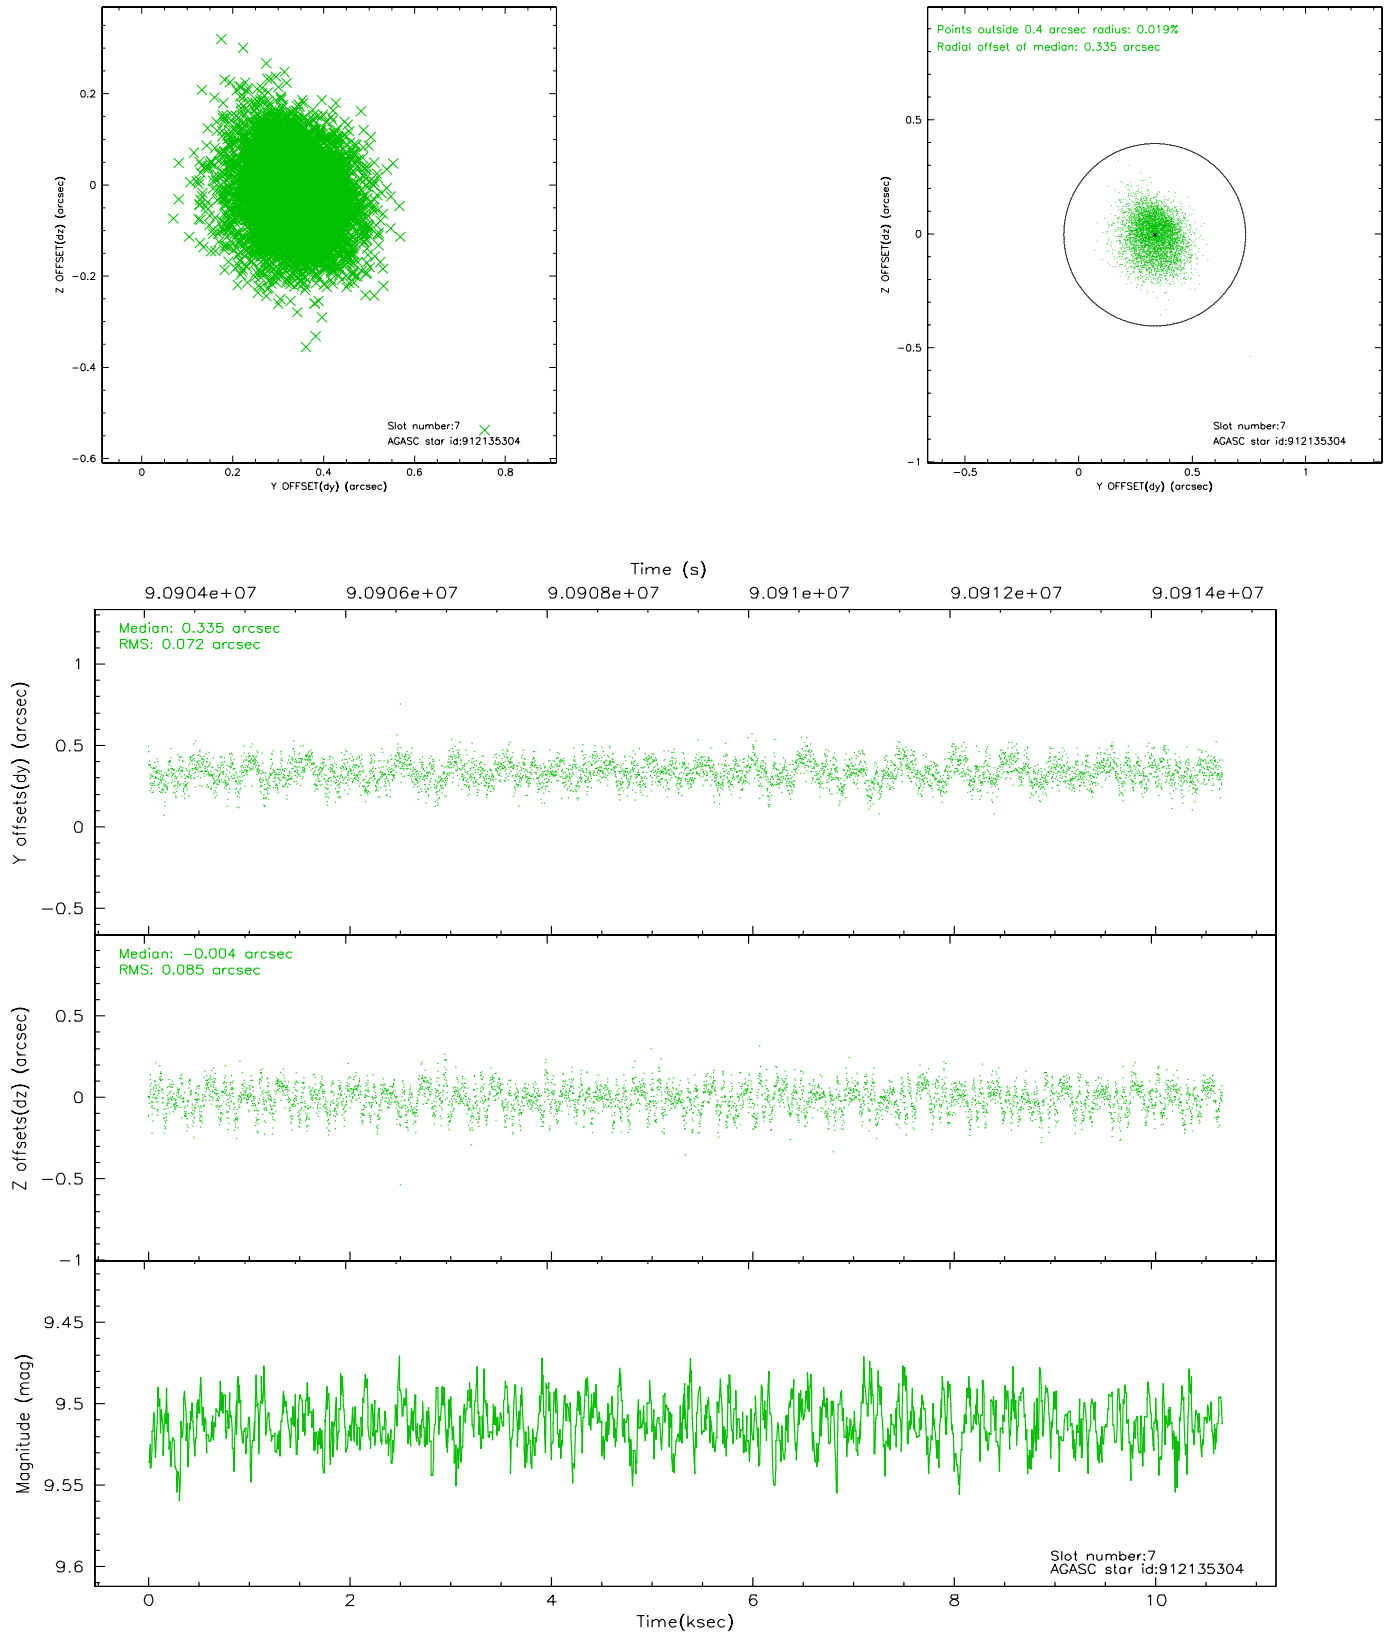 0.2
0
−0.2
−0.4
−0.6
Z OFFSET(dz) (arcsec)
Slot number:7
AGASC star id:912135304
0 0.2 0.4 0.6 0.8
Y OFFSET(dy) (arcsec)
Points outside 0.4 arcsec radius: 0.019%
Radial offset of median: 0.335 arcsec
0.5
0
−0.5
−1
Z OFFSET(dz) (arcsec)
Slot number:7
AGASC star id:912135304
−0.5 0 0.5 1
Y OFFSET(dy) (arcsec)
Time (s)
9.0904e+07 9.0906e+07 9.0908e+07 9.091e+07 9.0912e+07 9.0914e+07
Median: 0.335 arcsec
RMS: 0.072 arcsec
1
0.5
0
−0.5
Y offsets(dy) (arcsec)
Median: −0.004 arcsec
RMS: 0.085 arcsec
0.5
0
−0.5
−1
Z offsets(dz) (arcsec)
9.45
9.5
9.55
9.6
Magnitude (mag)
Slot number:7
AGASC star id:912135304
0 2 4 6 8 10
Time(ksec)